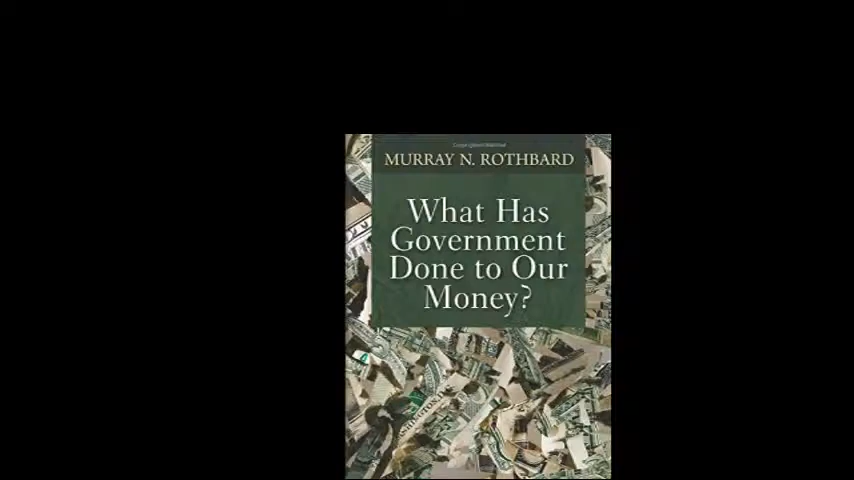 MURRAY N. ROTHBARD
What Has
Government
Done to Our
Money?